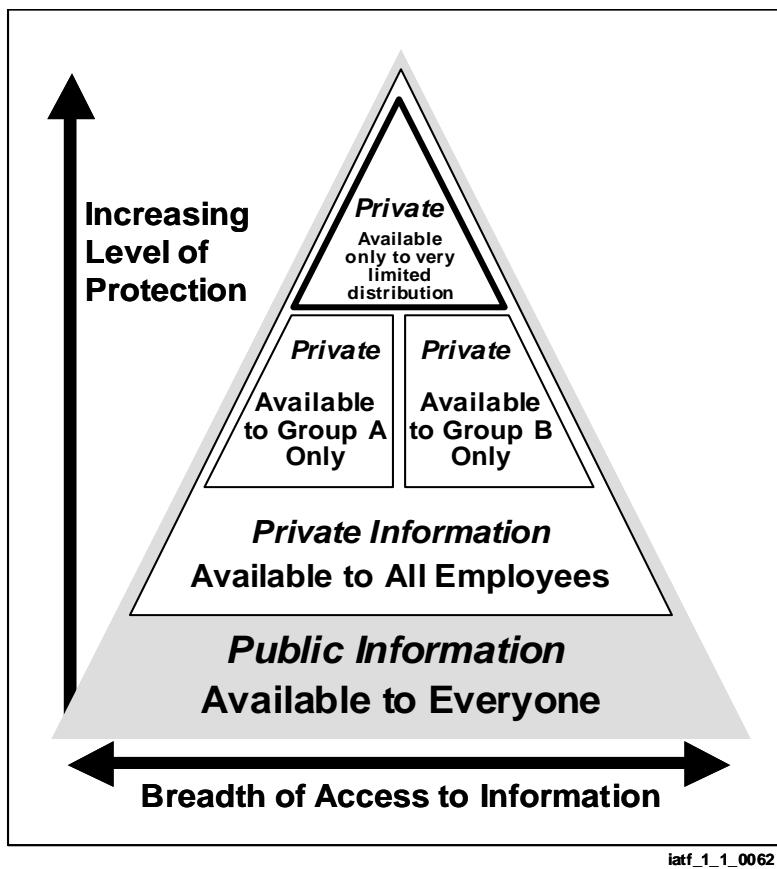 Increasing
Level of
Protection
Private
Available
only to very
limited
distribution
Private
Available
to Group A
Only
Private
Available
to Group B
Only
Private Information
Available to All Employees
Public Information
Available to Everyone
Breadth of Access to Information
iatf_1_1_0062